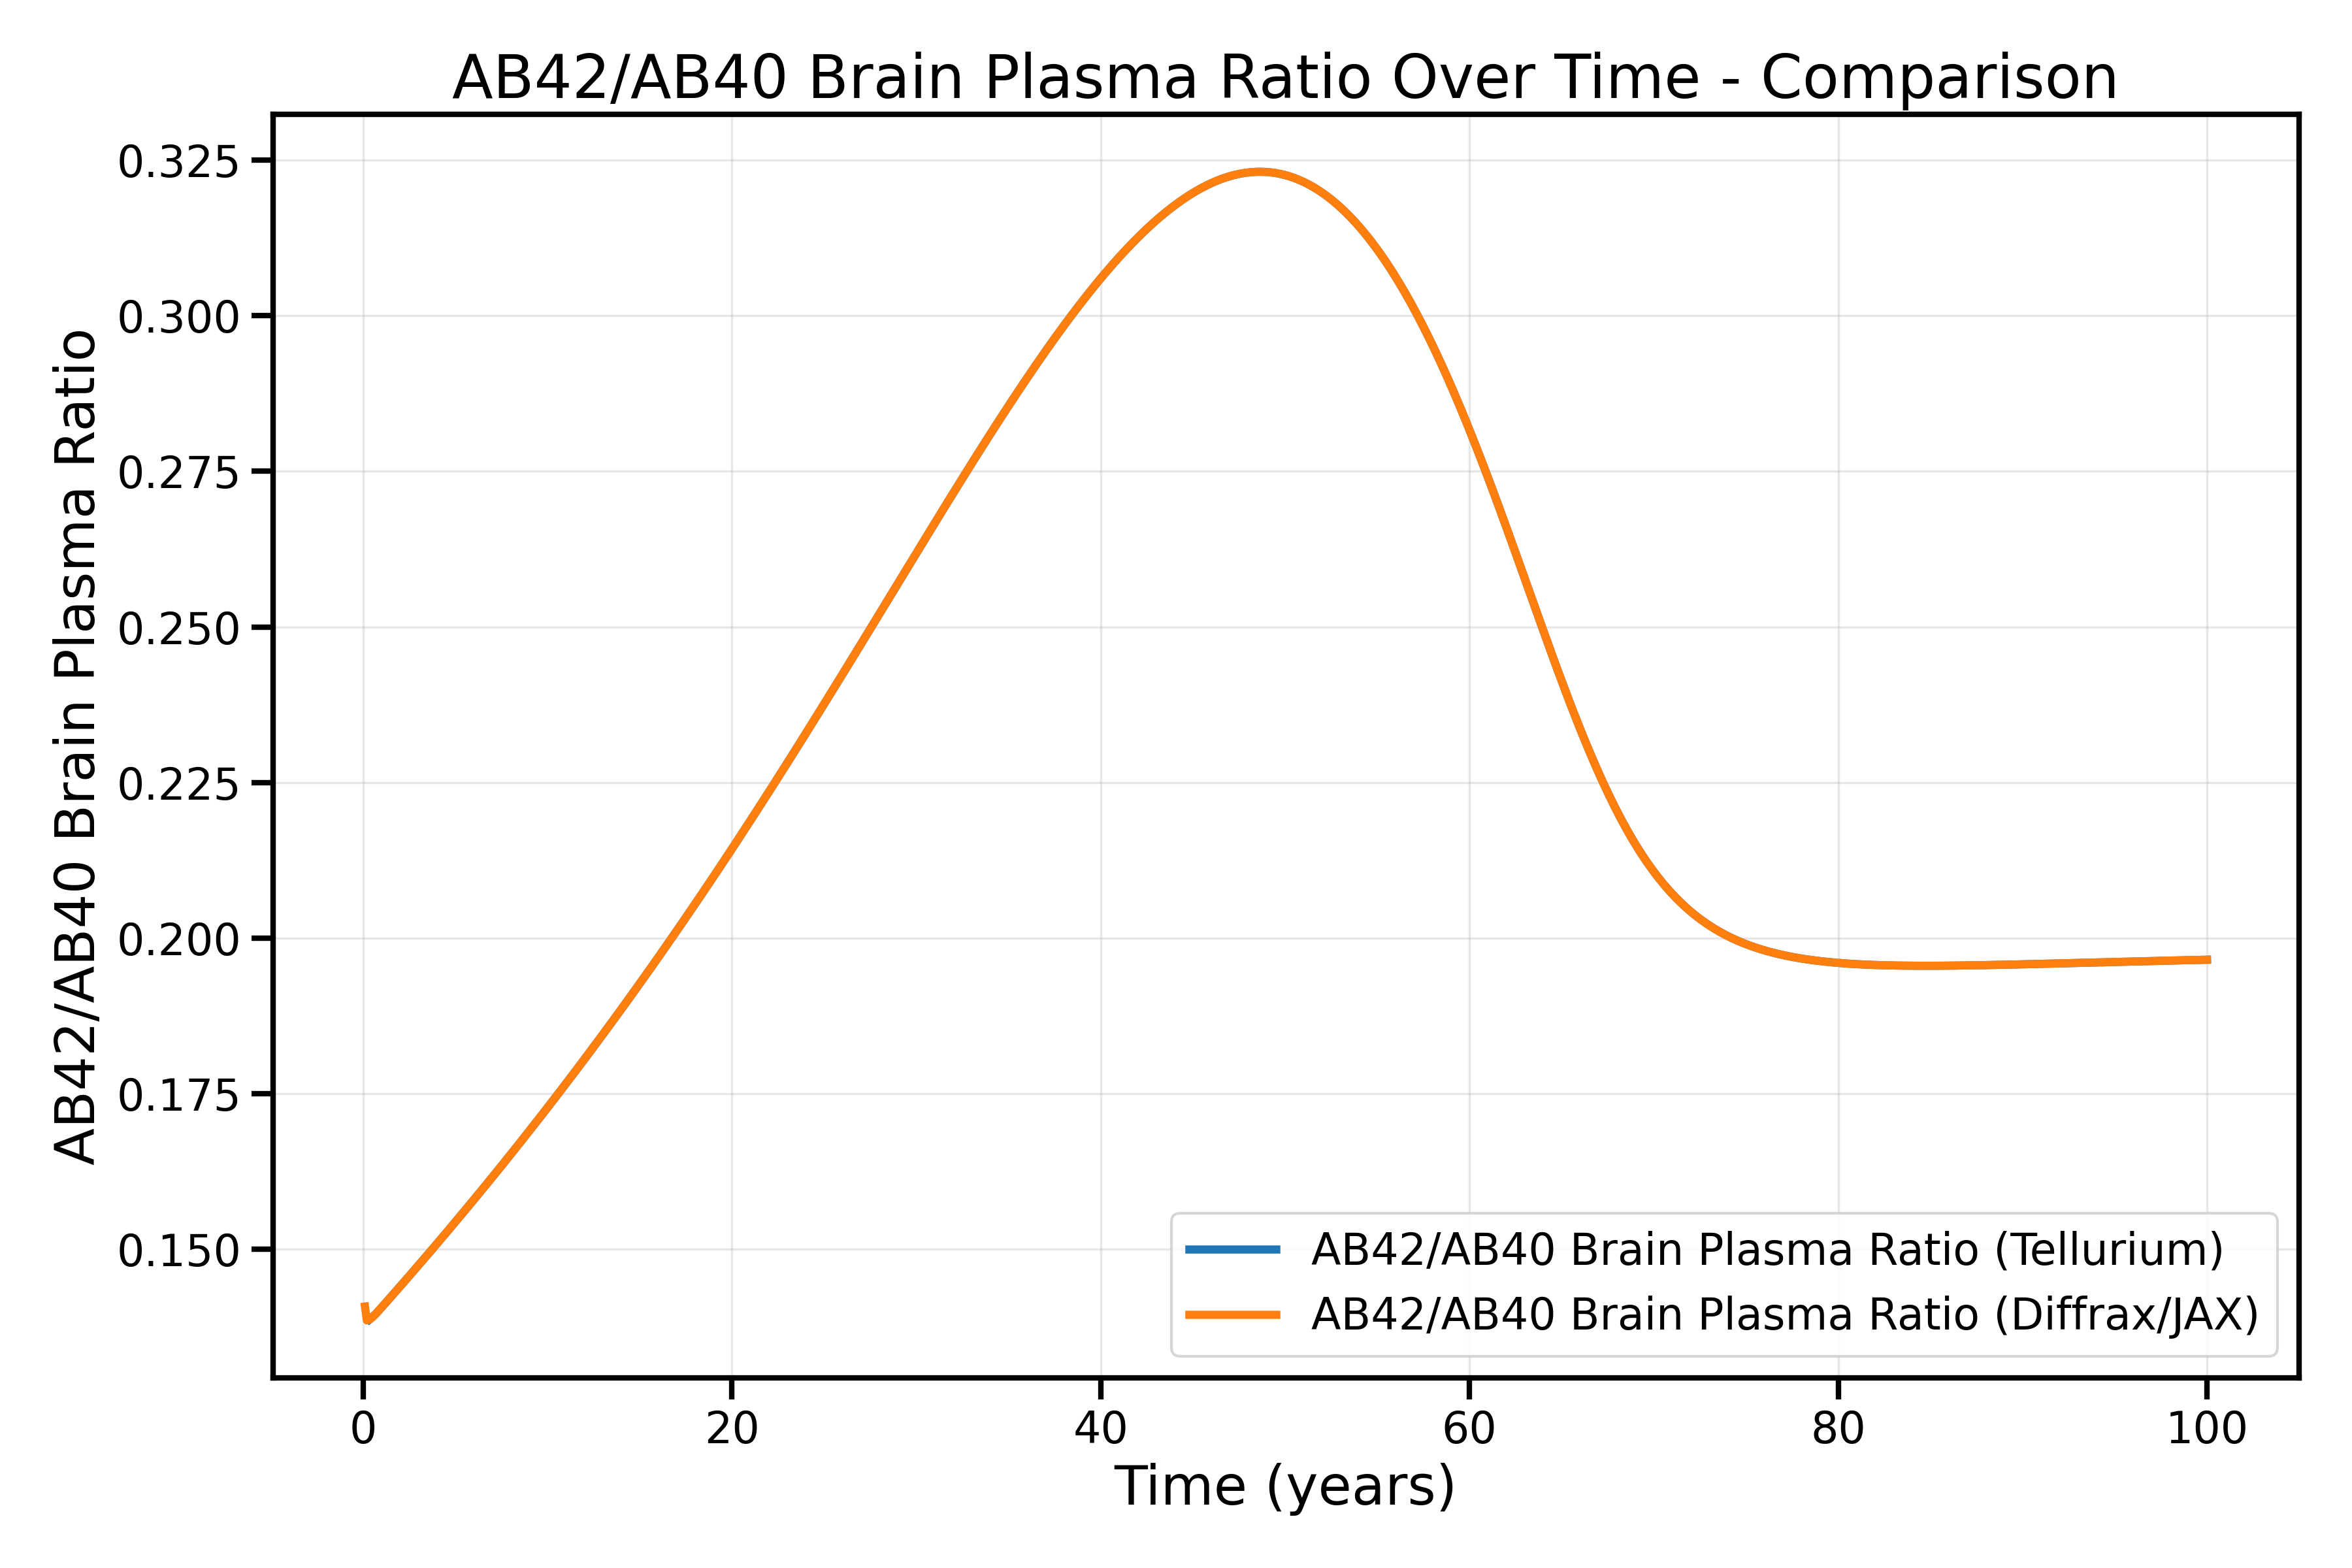 AB42/AB40 Brain Plasma Ratio Over Time - Comparison
AB42/AB40 Brain Plasma Ratio
0.325
0.300
0.275
0.250
0.225
0.200
0.175
0.150
AB42/AB40 Brain Plasma Ratio (Tellurium)
AB42/AB40 Brain Plasma Ratio (Diffrax/JAX)
0 20 40 60 80 100
Time (years)